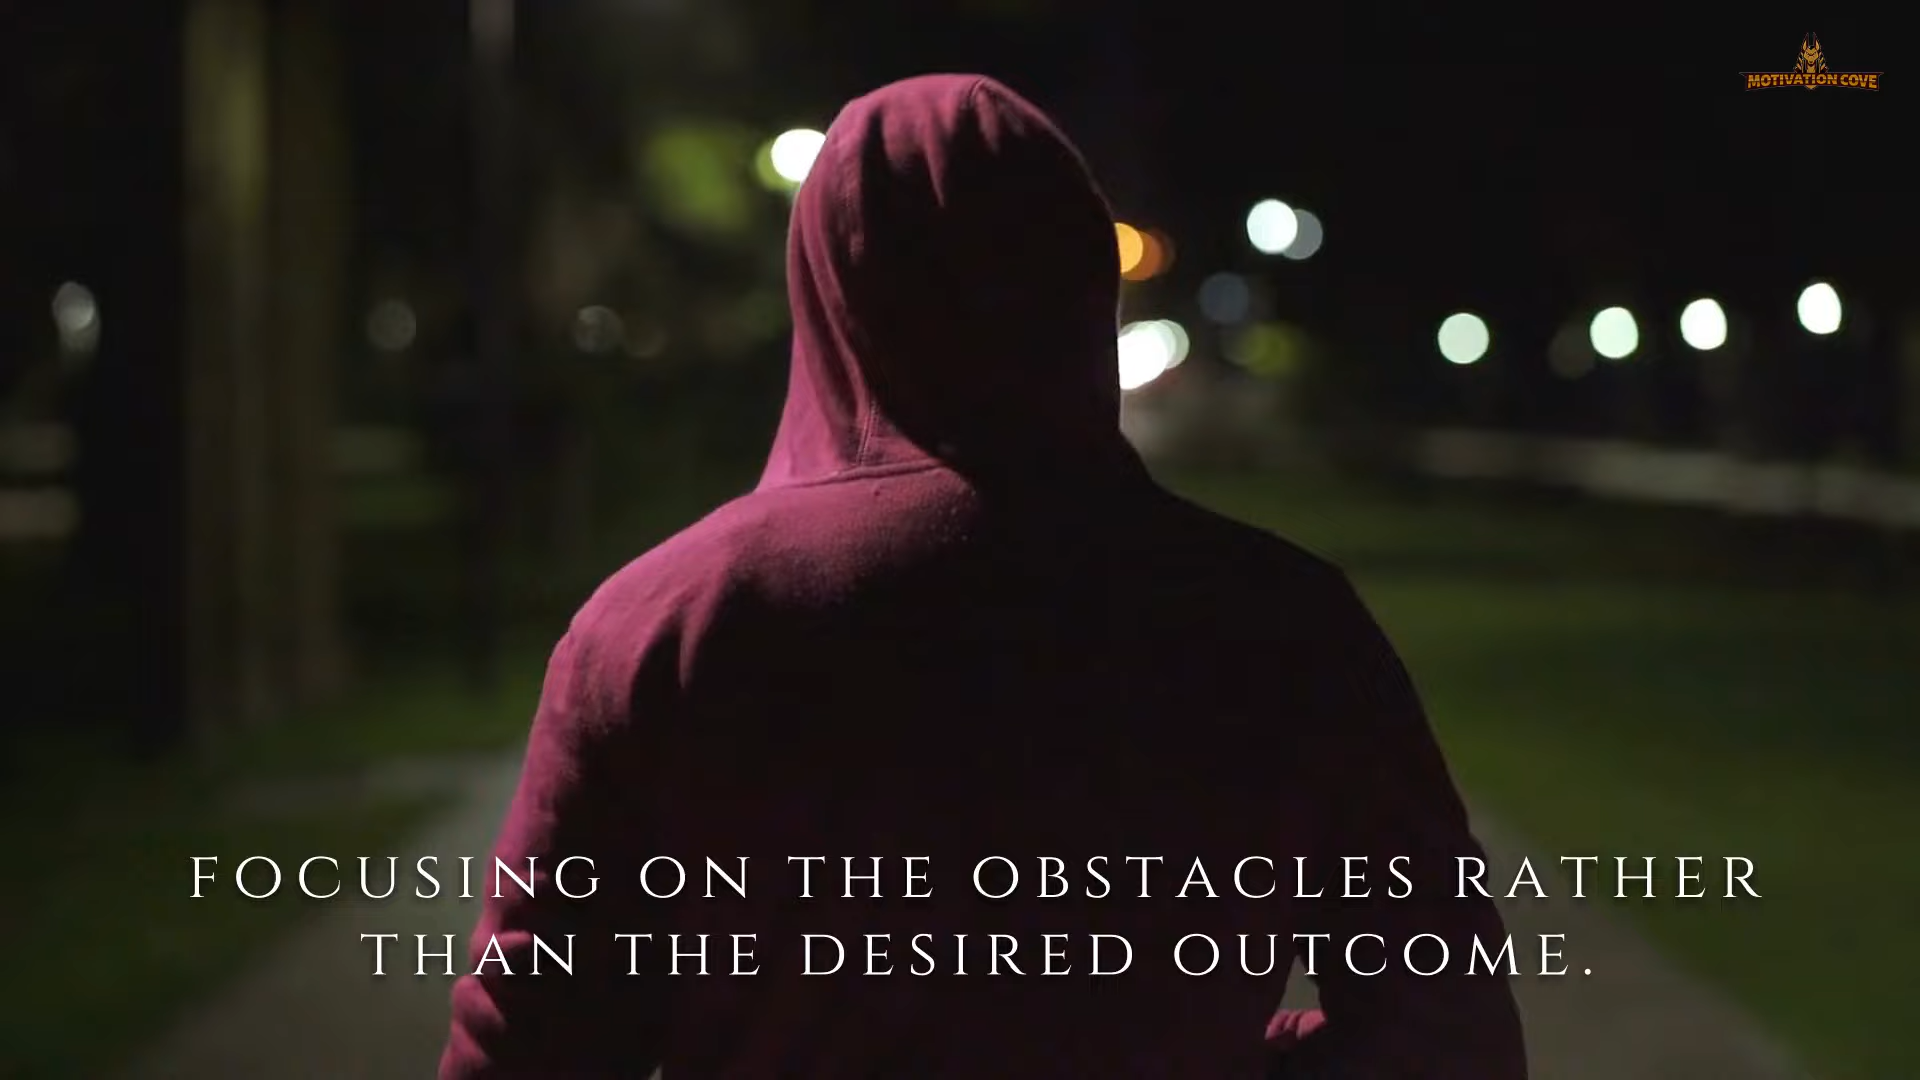 MOTIVATION COVE
FOCUSING ON THE OBSTACLES RATHER
THAN THE DESIRED OUTCOME.